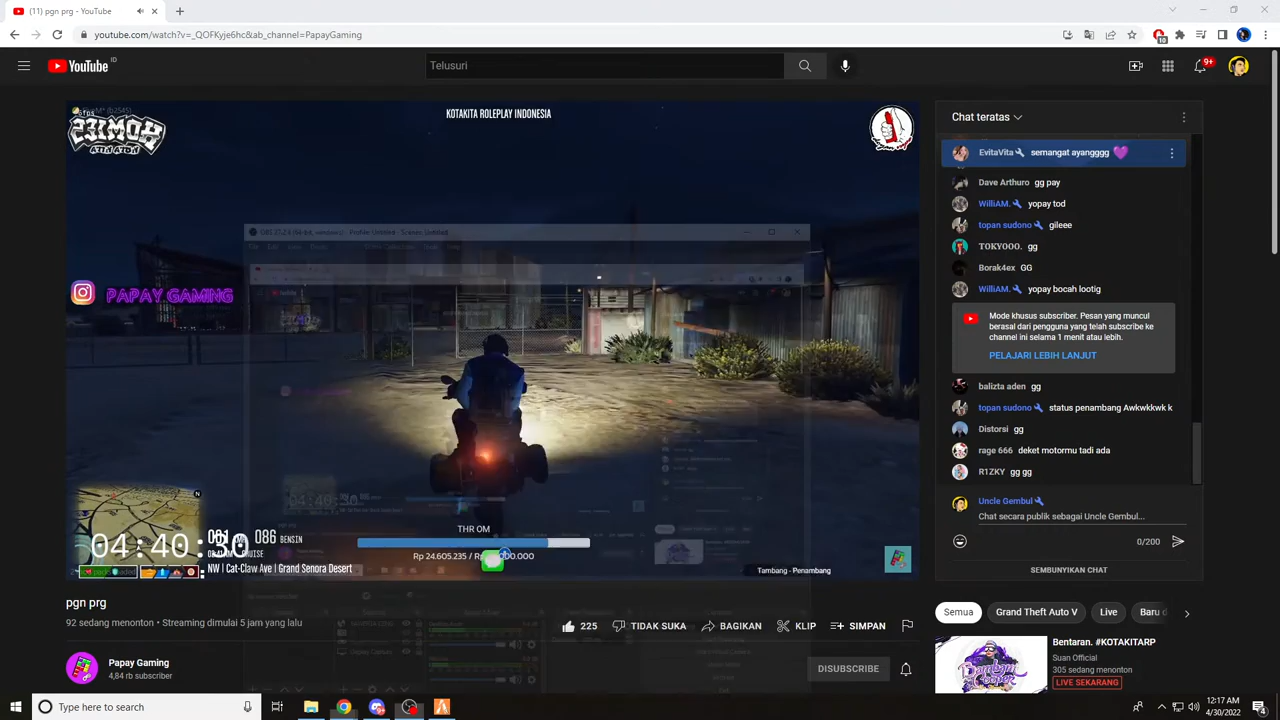 (11) pgn prg - YouTube
youtube.com/watch?v=_QOFKyje6hc&ab_channel=PapayGaming
YouTube ID
Telusuri
9+
KOTAKITA ROLEPLAY INDONESIA
HOMIES
PAPAY GAMING
THR OM
04:40:
086 BENSIN
NW | Cat-Claw Ave | Grand Senora Desert
Rp 24.605.235 / Rp
Tambang - Penambang
Chat teratas
EvitaVita semangat ayangggg 💜
Dave Arthuro gg pay
WilliAM. yopay tod
topan sudono gileee
TOKYOOO. gg
Borak4ex GG
WilliAM. yopay bocah lootig
Mode khusus subscriber. Pesan yang muncul
berasal dari pengguna yang telah subscribe ke
channel ini selama 1 menit atau lebih.
PELAJARI LEBIH LANJUT
balizta aden gg
topan sudono status penambang Awkwkkwk k
Distorsi gg
rage 666 deket motormu tadi ada
R1ZKY gg gg
Uncle Gembul
Chat secara publik sebagai Uncle Gembul...
0/200
SEMBUNYIKAN CHAT
pgn prg
92 sedang menonton • Streaming dimulai 5 jam yang lalu
225 TIDAK SUKA BAGIKAN KLIP SIMPAN
Papay Gaming
4,84 rb subscriber
DISUBSCRIBE
Semua Grand Theft Auto V Live Baru d
Bentaran. #KOTAKITARP
Suan Official
305 sedang menonton
LIVE SEKARANG
Type here to search
12:17 AM
4/30/2022
4